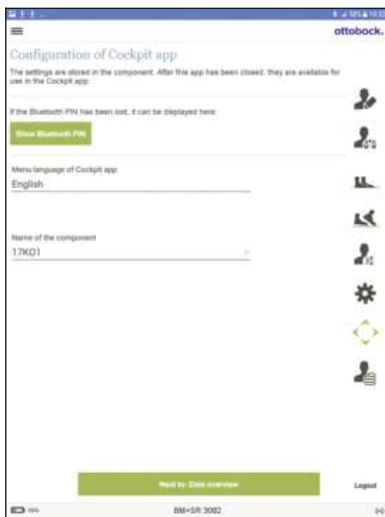 ottobock.
Configuration of Cockpit app
The settings are stored in the component. After this app has been closed, they are available for
use in the Cockpit app.
If the Bluetooth PIN has been lost, it can be displayed here:
Show Bluetooth PIN
Menu language of Cockpit app
English
Name of the component
17KO1
Next to: Data overview
Logout
BM+SR 3082